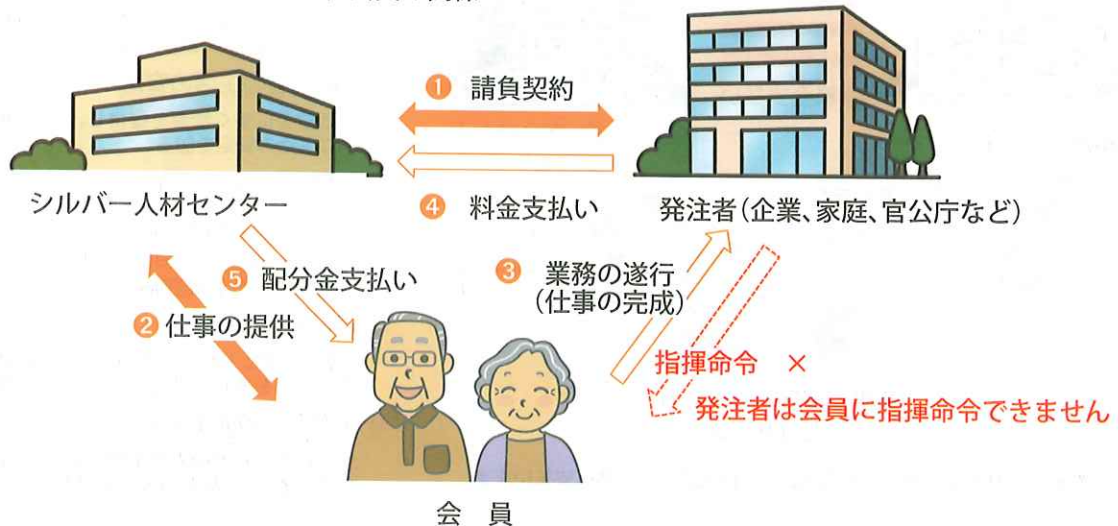 ❶ 請負契約
シルバー人材センター
❹ 料金支払い
発注者(企業、家庭、官公庁など)
❺ 配分金支払い
❸ 業務の遂行
(仕事の完成)
❷ 仕事の提供
指揮命令 ×
発注者は会員に指揮命令できません
会 員